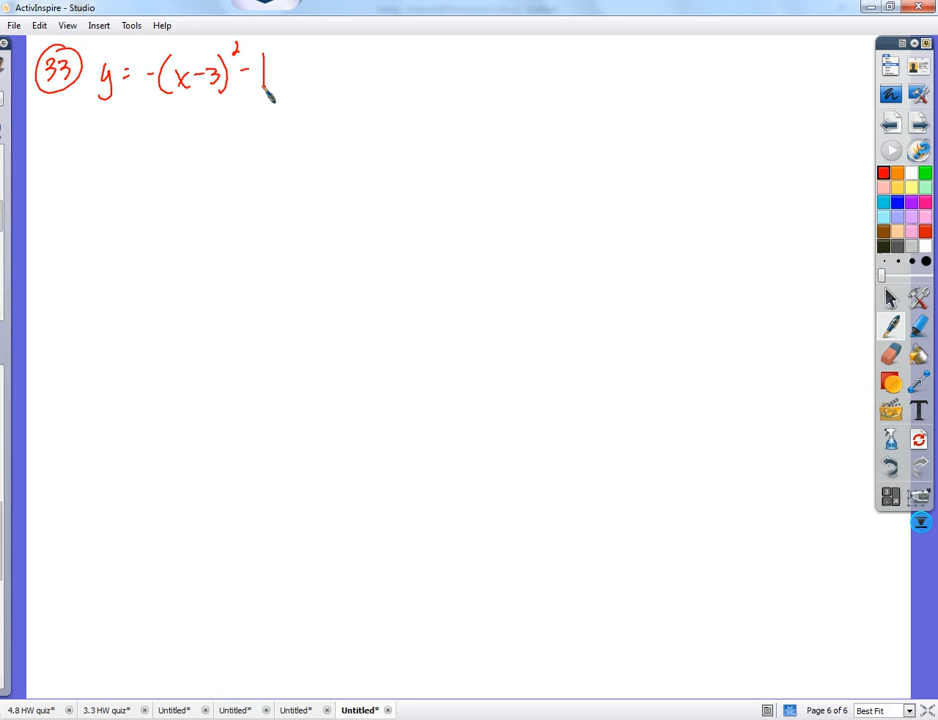 ActivInspire - Studio
File Edit View Insert Tools Help
33 y = -(x-3)² - 1
4.8 HW quiz* 3.3 HW quiz* Untitled* Untitled* Untitled* Untitled* Page 6 of 6 Best Fit